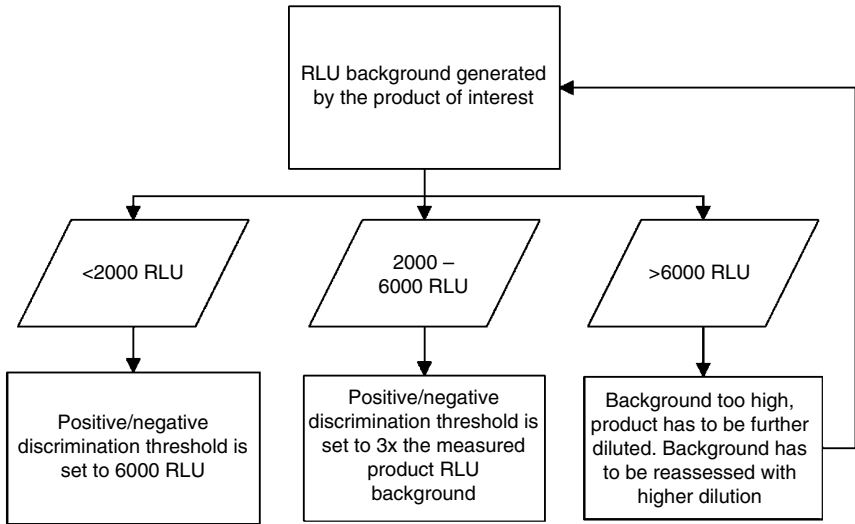 RLU background generated
by the product of interest
<2000 RLU
2000 –
6000 RLU
>6000 RLU
Positive/negative
discrimination threshold is
set to 6000 RLU
Positive/negative
discrimination threshold is
set to 3x the measured
product RLU
background
Background too high,
product has to be further
diluted. Background has
to be reassessed with
higher dilution